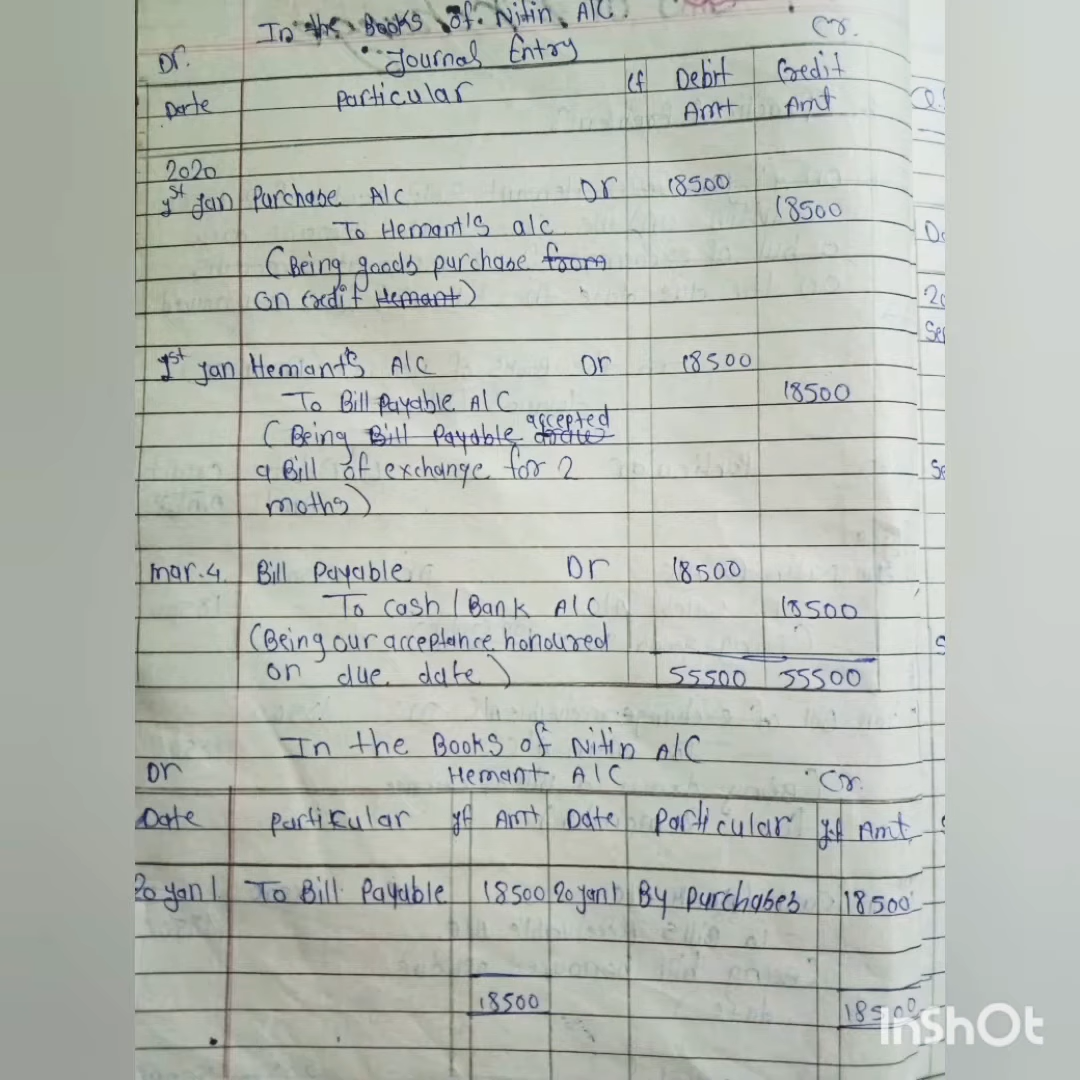 In the Books of Nitin A/C
Dr. Journal Entry Cr.
Date Particular lf Debit Amt Credit Amt
2020
1st Jan Purchase A/C Dr 18500
To Hemant's a/c 18500
(Being goods purchase from
on credit Hemant)
1st Jan Hemant's A/C Dr 18500
To Bill Payable A/C 18500
(Being Bill Payable accepted
a Bill of exchange for 2
moths)
mar.4 Bill Payable Dr 18500
To cash / Bank A/C 18500
(Being our acceptance honoured
on due date) 55500 55500
In the Books of Nitin A/C
Dr Hemant A/C Cr.
Date Particular Jf Amt Date Particular J.f Amt
20 Jan 1 To Bill Payable 18500 20 Jan 1 By Purchases 18500
18500 18500
InShOt